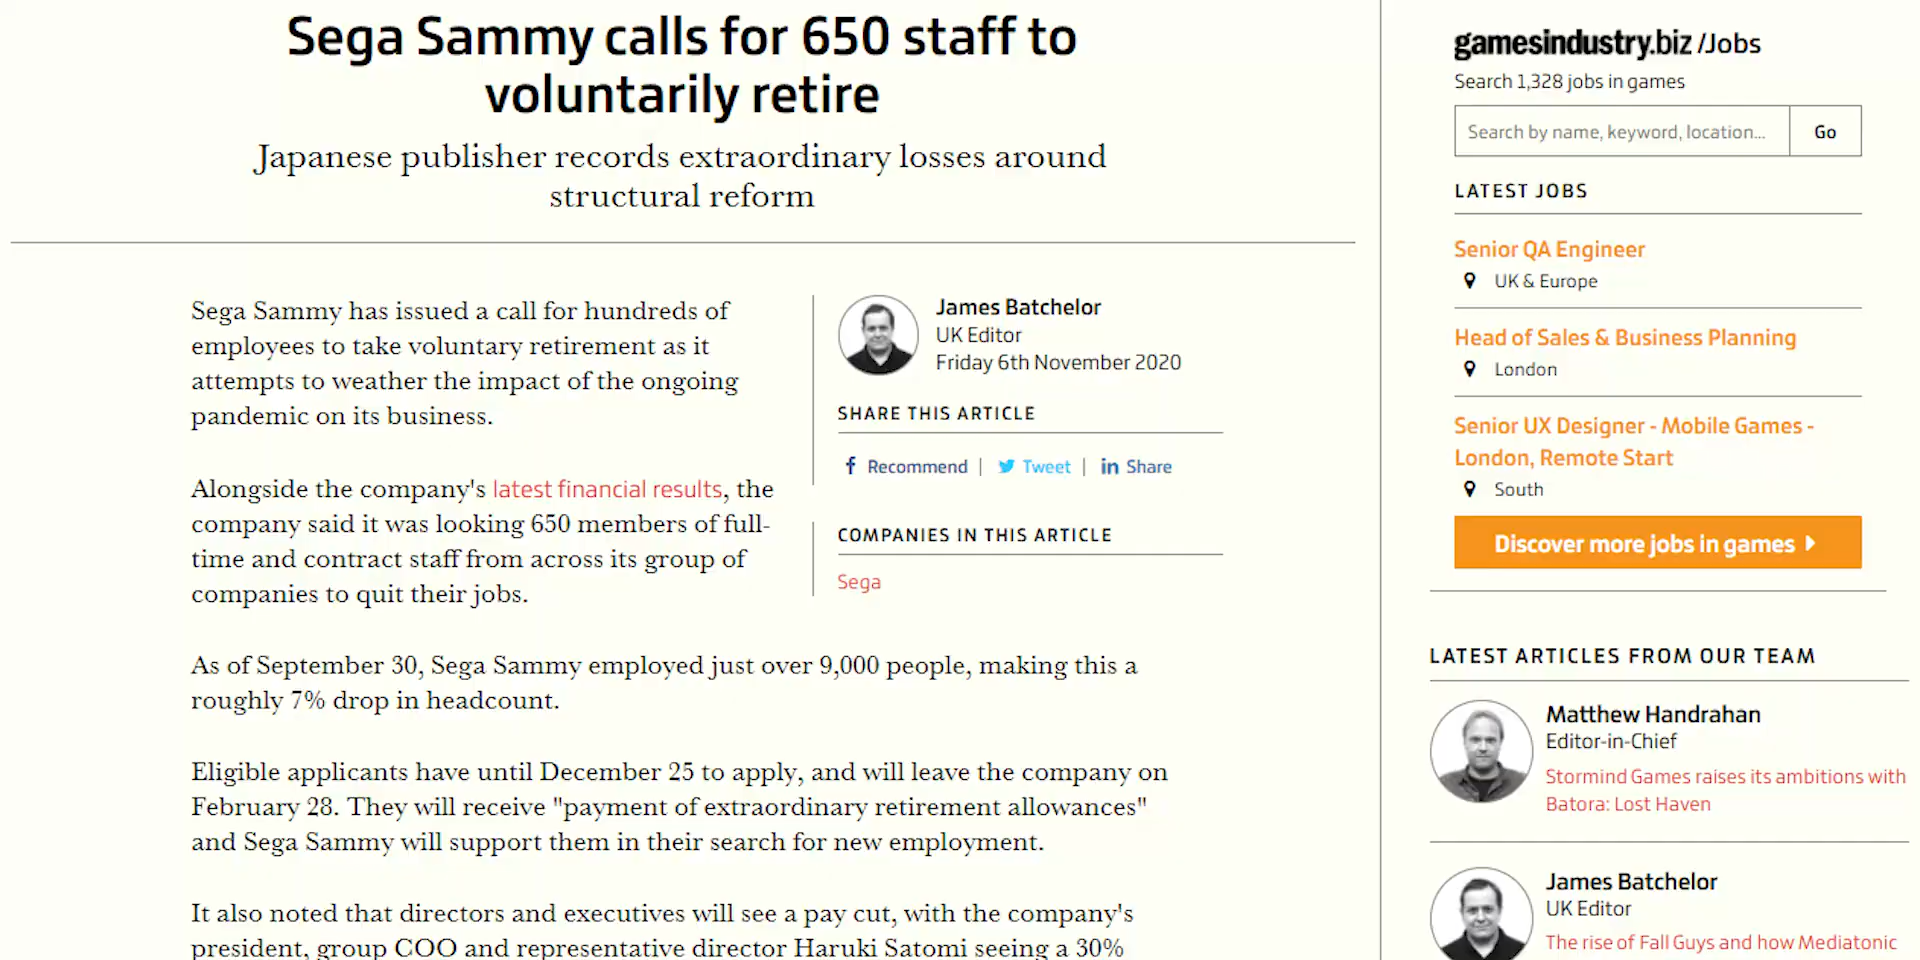 Sega Sammy calls for 650 staff to
voluntarily retire
Japanese publisher records extraordinary losses around
structural reform
Sega Sammy has issued a call for hundreds of
employees to take voluntary retirement as it
attempts to weather the impact of the ongoing
pandemic on its business.
Alongside the company's latest financial results, the
company said it was looking 650 members of full-
time and contract staff from across its group of
companies to quit their jobs.
As of September 30, Sega Sammy employed just over 9,000 people, making this a
roughly 7% drop in headcount.
Eligible applicants have until December 25 to apply, and will leave the company on
February 28. They will receive "payment of extraordinary retirement allowances"
and Sega Sammy will support them in their search for new employment.
It also noted that directors and executives will see a pay cut, with the company's
president, group COO and representative director Haruki Satomi seeing a 30%
James Batchelor
UK Editor
Friday 6th November 2020
SHARE THIS ARTICLE
Recommend | Tweet | in Share
COMPANIES IN THIS ARTICLE
Sega
gamesindustry.biz /Jobs
Search 1,328 jobs in games
Search by name, keyword, location... Go
LATEST JOBS
Senior QA Engineer
UK & Europe
Head of Sales & Business Planning
London
Senior UX Designer - Mobile Games -
London, Remote Start
South
Discover more jobs in games
LATEST ARTICLES FROM OUR TEAM
Matthew Handrahan
Editor-in-Chief
Stormind Games raises its ambitions with
Batora: Lost Haven
James Batchelor
UK Editor
The rise of Fall Guys and how Mediatonic